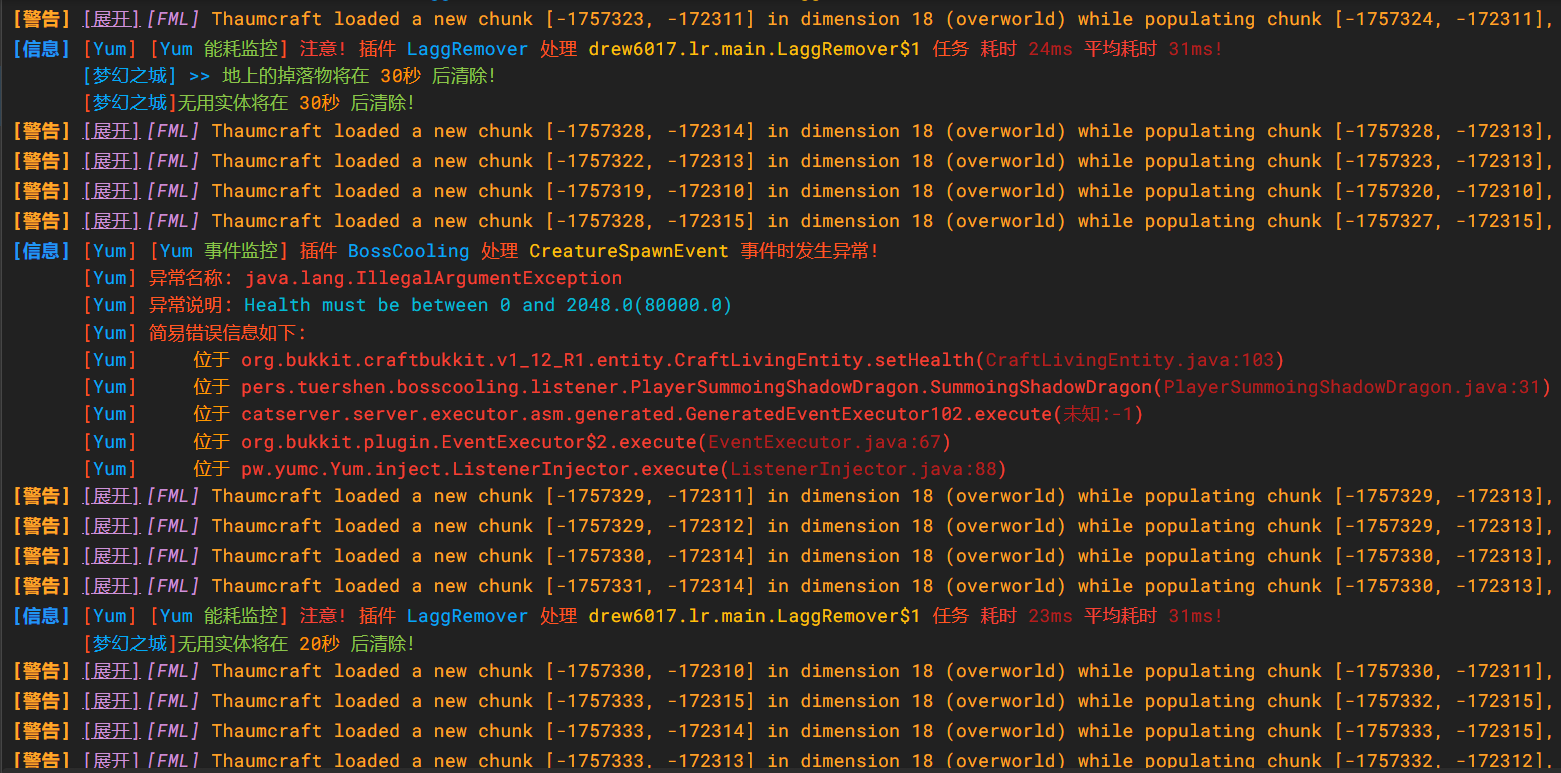 [警告] [展开] [FML] Thaumcraft loaded a new chunk [-1757323, -172311] in dimension 18 (overworld) while populating chunk [-1757324, -172311],
[信息] [Yum] [Yum 能耗监控] 注意! 插件 LaggRemover 处理 drew6017.lr.main.LaggRemover$1 任务 耗时 24ms 平均耗时 31ms!
[梦幻之城] >> 地上的掉落物将在 30秒 后清除!
[梦幻之城]无用实体将在 30秒 后清除!
[警告] [展开] [FML] Thaumcraft loaded a new chunk [-1757328, -172314] in dimension 18 (overworld) while populating chunk [-1757328, -172313],
[警告] [展开] [FML] Thaumcraft loaded a new chunk [-1757322, -172313] in dimension 18 (overworld) while populating chunk [-1757323, -172313],
[警告] [展开] [FML] Thaumcraft loaded a new chunk [-1757319, -172310] in dimension 18 (overworld) while populating chunk [-1757320, -172310],
[警告] [展开] [FML] Thaumcraft loaded a new chunk [-1757328, -172315] in dimension 18 (overworld) while populating chunk [-1757327, -172315],
[信息] [Yum] [Yum 事件监控] 插件 BossCooling 处理 CreatureSpawnEvent 事件时发生异常!
[Yum] 异常名称: java.lang.IllegalArgumentException
[Yum] 异常说明: Health must be between 0 and 2048.0(80000.0)
[Yum] 简易错误信息如下:
[Yum] 位于 org.bukkit.craftbukkit.v1_12_R1.entity.CraftLivingEntity.setHealth(CraftLivingEntity.java:103)
[Yum] 位于 pers.tuershen.bosscooling.listener.PlayerSummoingShadowDragon.SummoingShadowDragon(PlayerSummoingShadowDragon.java:31)
[Yum] 位于 catserver.server.executor.asm.generated.GeneratedEventExecutor102.execute(未知:-1)
[Yum] 位于 org.bukkit.plugin.EventExecutor$2.execute(EventExecutor.java:67)
[Yum] 位于 pw.yumc.Yum.inject.ListenerInjector.execute(ListenerInjector.java:88)
[警告] [展开] [FML] Thaumcraft loaded a new chunk [-1757329, -172311] in dimension 18 (overworld) while populating chunk [-1757329, -172313],
[警告] [展开] [FML] Thaumcraft loaded a new chunk [-1757329, -172312] in dimension 18 (overworld) while populating chunk [-1757329, -172313],
[警告] [展开] [FML] Thaumcraft loaded a new chunk [-1757330, -172314] in dimension 18 (overworld) while populating chunk [-1757330, -172313],
[警告] [展开] [FML] Thaumcraft loaded a new chunk [-1757331, -172314] in dimension 18 (overworld) while populating chunk [-1757330, -172313],
[信息] [Yum] [Yum 能耗监控] 注意! 插件 LaggRemover 处理 drew6017.lr.main.LaggRemover$1 任务 耗时 23ms 平均耗时 31ms!
[梦幻之城]无用实体将在 20秒 后清除!
[警告] [展开] [FML] Thaumcraft loaded a new chunk [-1757330, -172310] in dimension 18 (overworld) while populating chunk [-1757330, -172311],
[警告] [展开] [FML] Thaumcraft loaded a new chunk [-1757333, -172315] in dimension 18 (overworld) while populating chunk [-1757332, -172315],
[警告] [展开] [FML] Thaumcraft loaded a new chunk [-1757333, -172314] in dimension 18 (overworld) while populating chunk [-1757333, -172315],
[警告] [展开] [FML] Thaumcraft loaded a new chunk [-1757333, -172313] in dimension 18 (overworld) while populating chunk [-1757332, -172312],